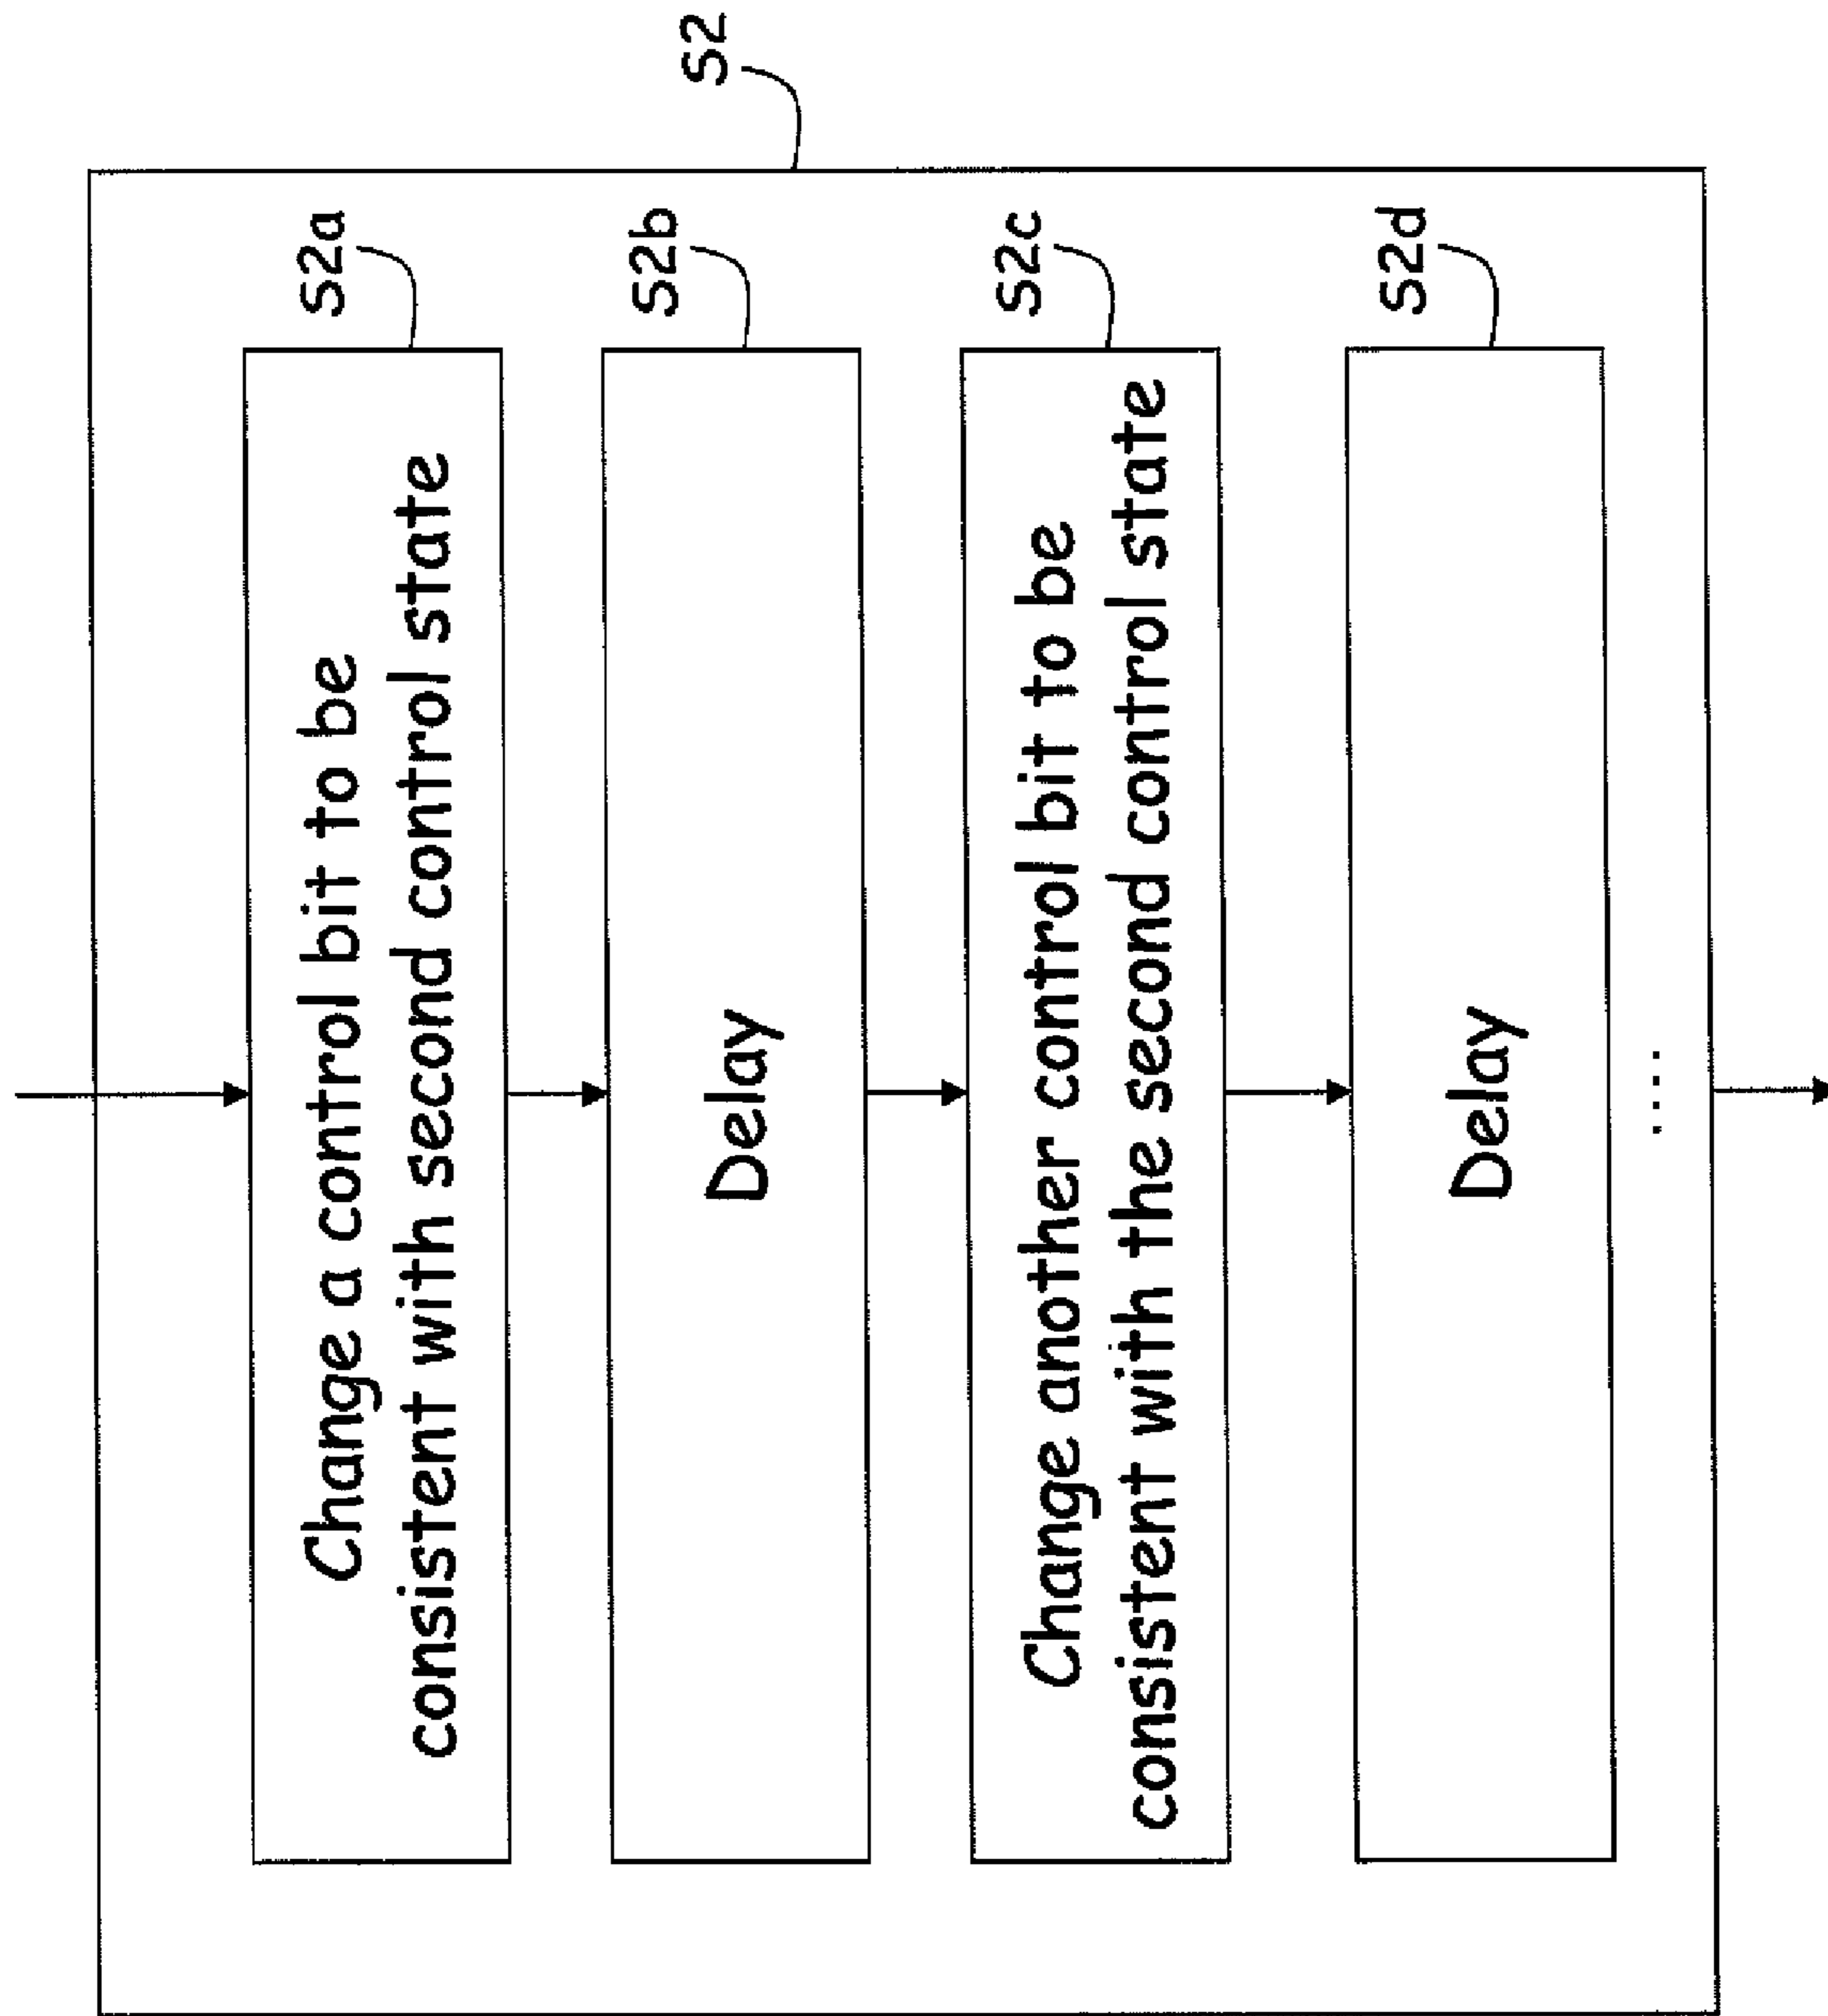 S2
S2a
Change a control bit to be
consistent with second control state
S2b
Delay
S2c
Change another control bit to be
consistent with the second control state
S2d
Delay
....